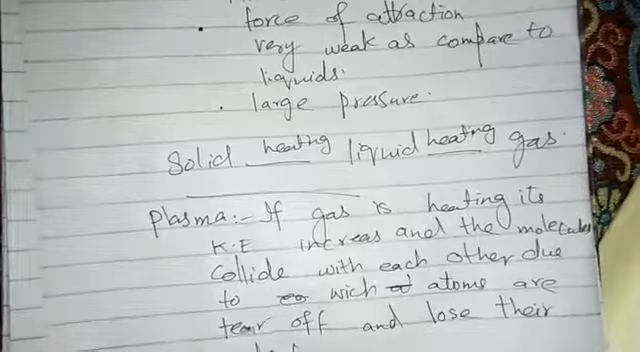 • force of attraction
very weak as compare to
liquids.
• large pressure.
Solid heating liquid heating gas.
Plasma:- If gas is heating its
K.E increas and the molecules
Collide with each other due
to wich atoms are
tear off and lose their